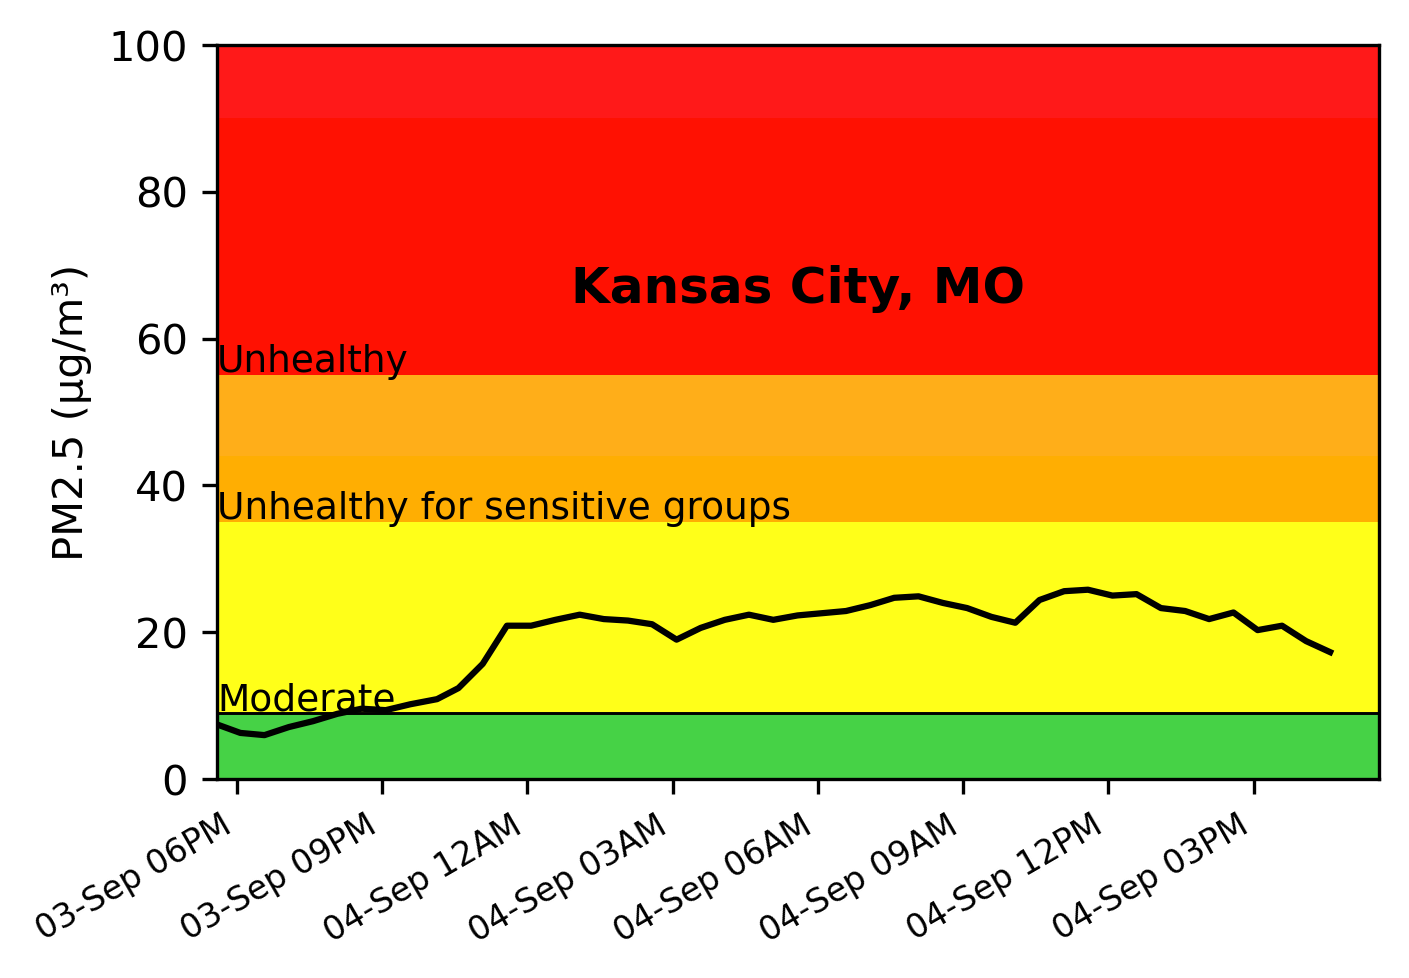 100
80
60
40
20
0
PM2.5 (µg/m³)
Kansas City, MO
Unhealthy
Unhealthy for sensitive groups
Moderate
03-Sep 06PM
03-Sep 09PM
04-Sep 12AM
04-Sep 03AM
04-Sep 06AM
04-Sep 09AM
04-Sep 12PM
04-Sep 03PM